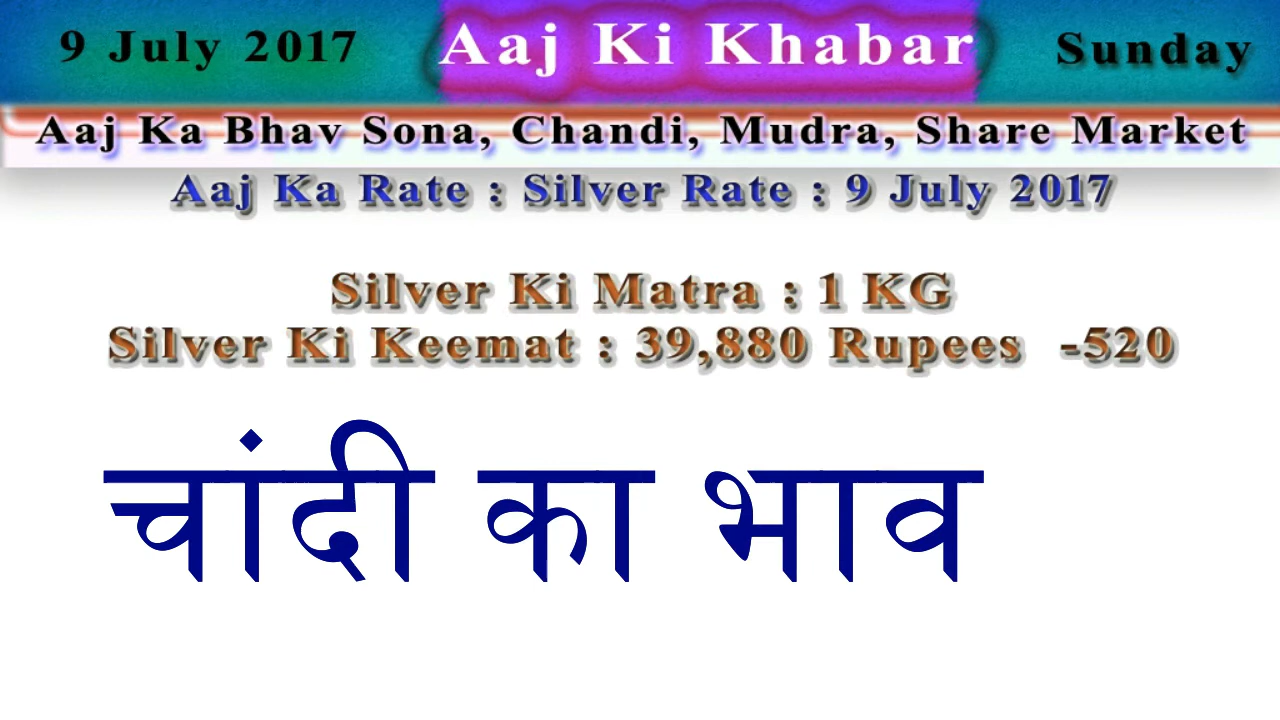 9 July 2017 Aaj Ki Khabar Sunday
Aaj Ka Bhav Sona, Chandi, Mudra, Share Market
Aaj Ka Rate : Silver Rate : 9 July 2017
Silver Ki Matra : 1 KG
Silver Ki Keemat : 39,880 Rupees -520
चांदी का भाव